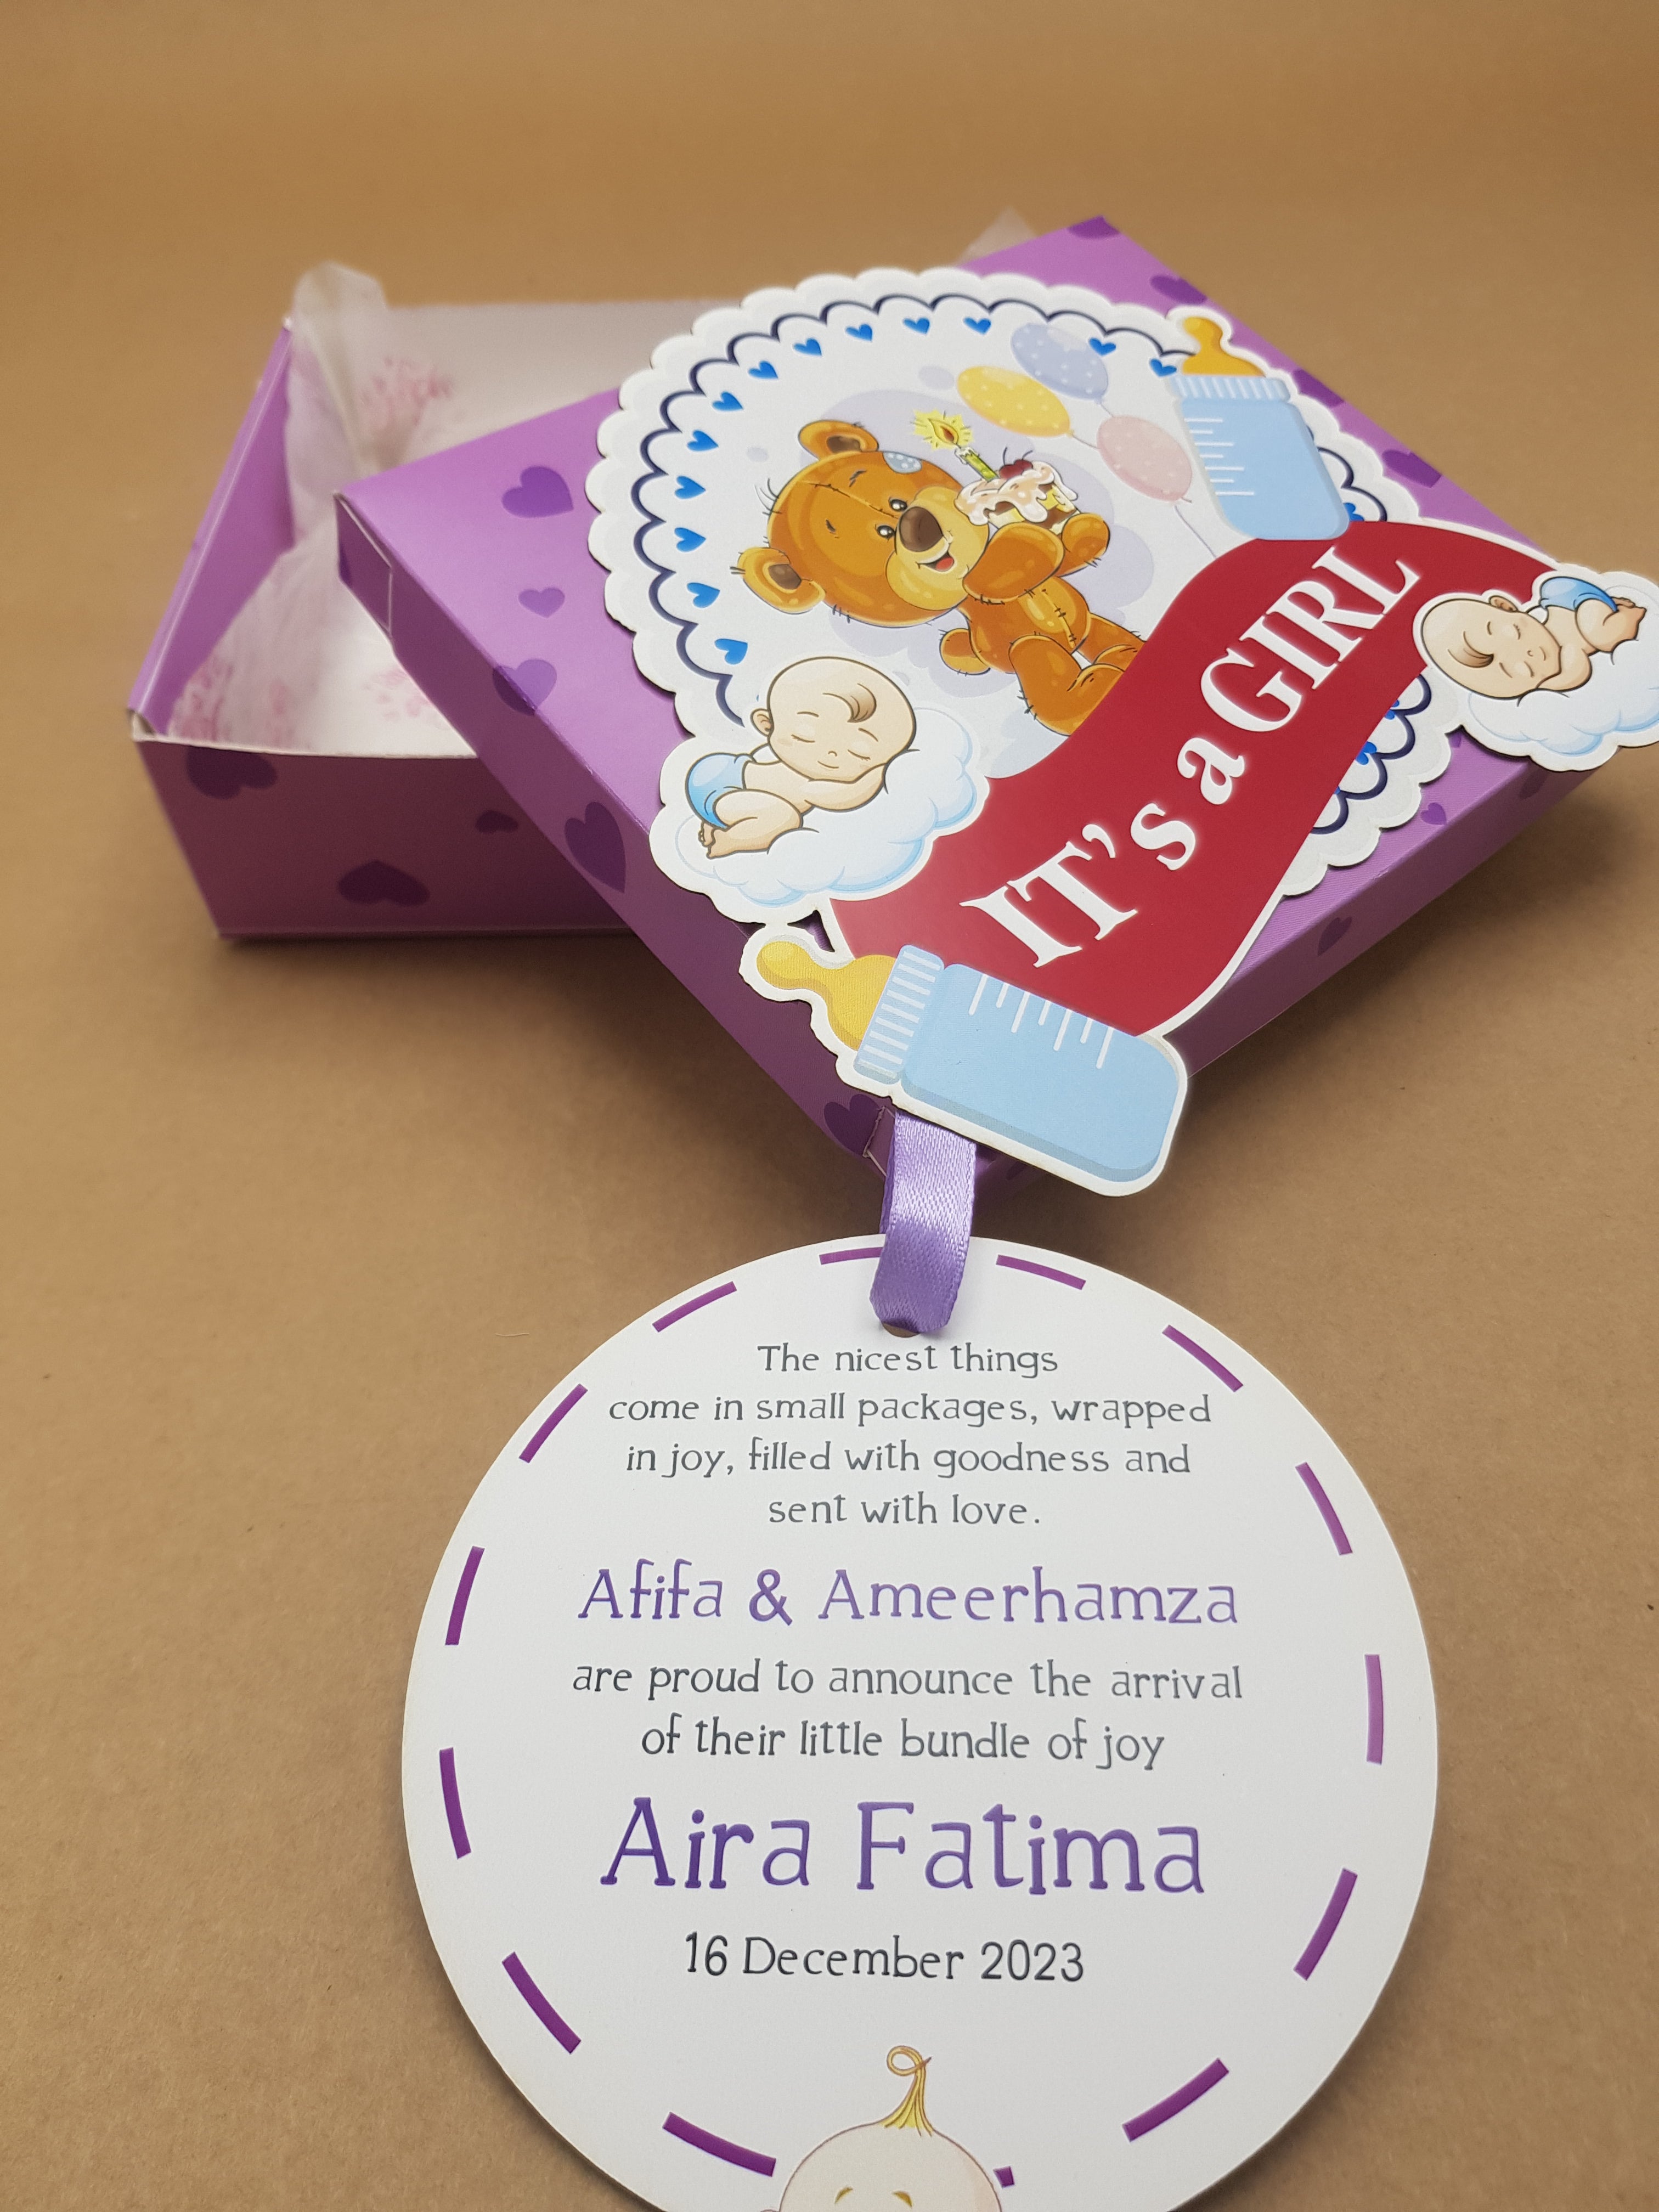 IT's a GIRL
The nicest things
come in small packages, wrapped
in joy, filled with goodness and
sent with love.
Afifa & Ameerhamza
are proud to announce the arrival
of their little bundle of joy
Aira Fatima
16 December 2023